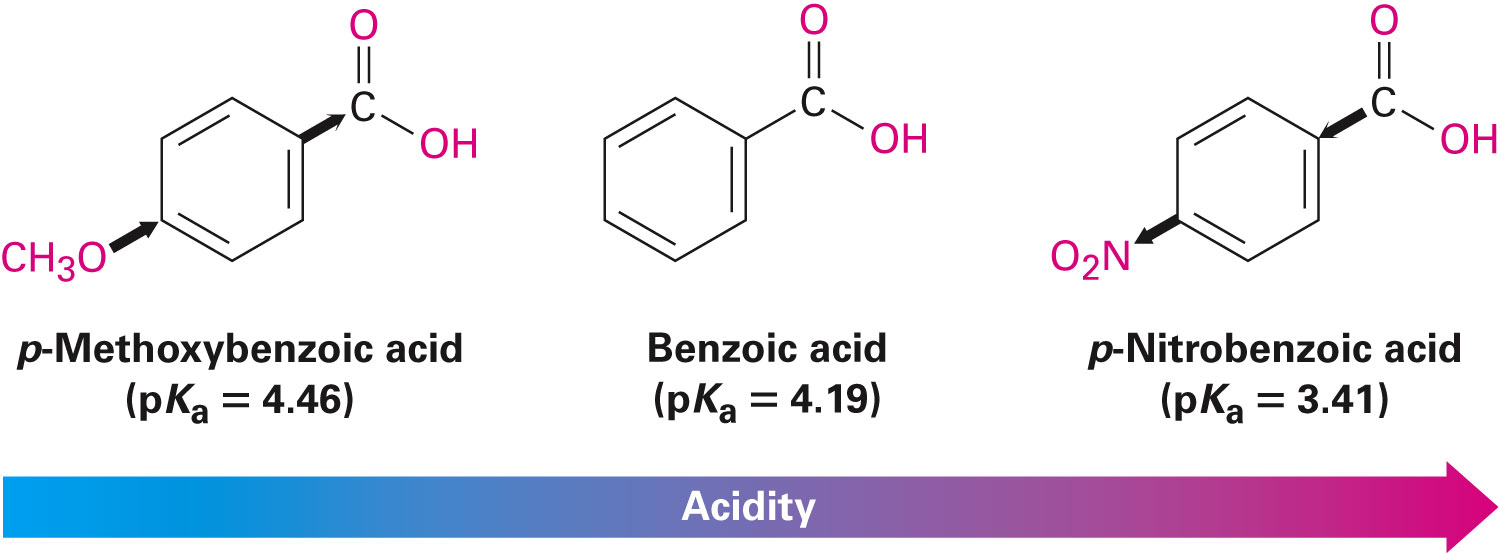 O
C
OH
CH₃O
p-Methoxybenzoic acid
(pKₐ = 4.46)
O
C
OH
Benzoic acid
(pKₐ = 4.19)
O
C
OH
O₂N
p-Nitrobenzoic acid
(pKₐ = 3.41)
Acidity